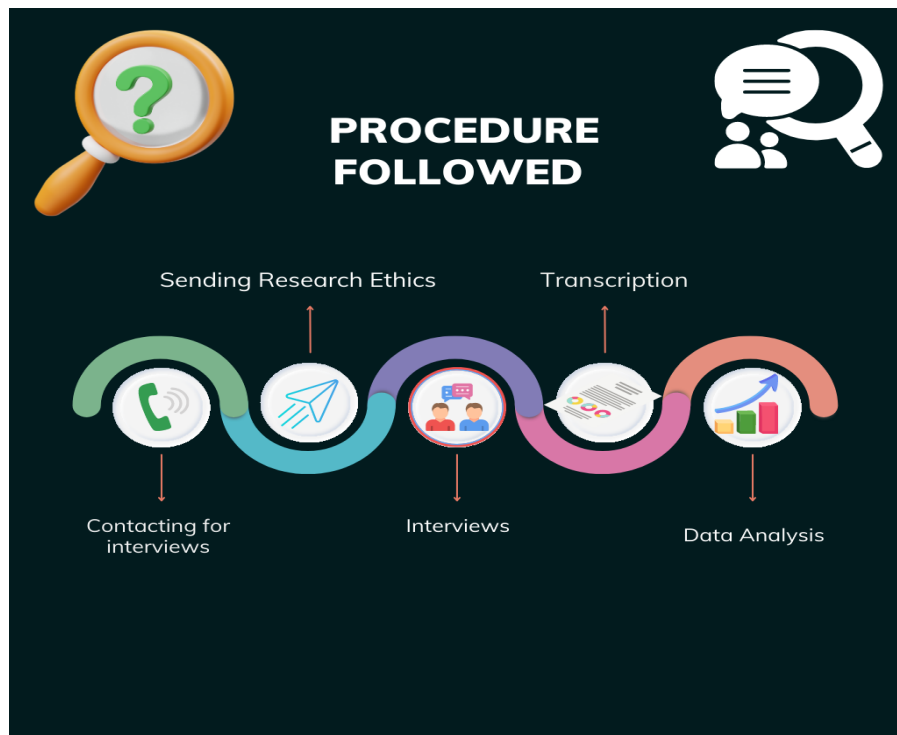 PROCEDURE
FOLLOWED
Sending Research Ethics
Transcription
Contacting for
interviews
Interviews
Data Analysis